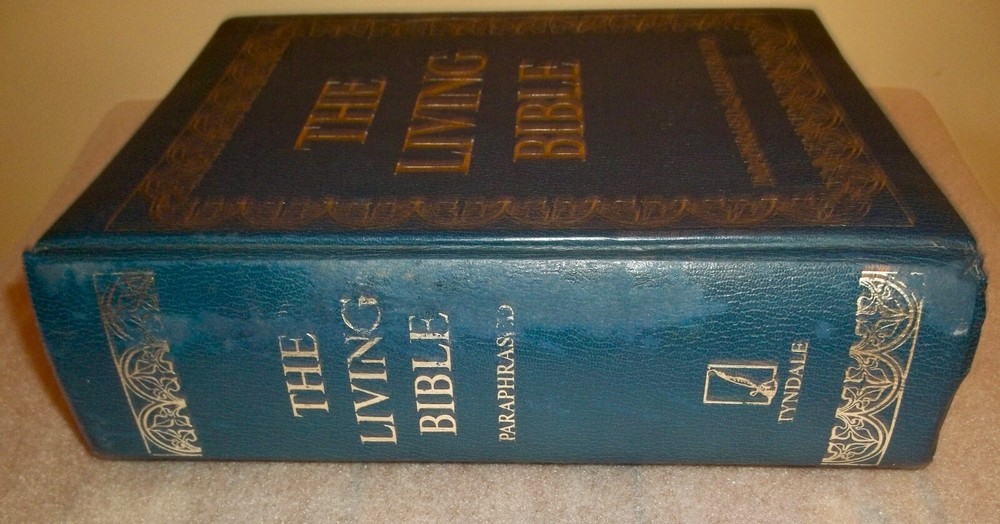 THE
LIVING
BIBLE
THE
LIVING
BIBLE
PARAPHRASED
TYNDALE